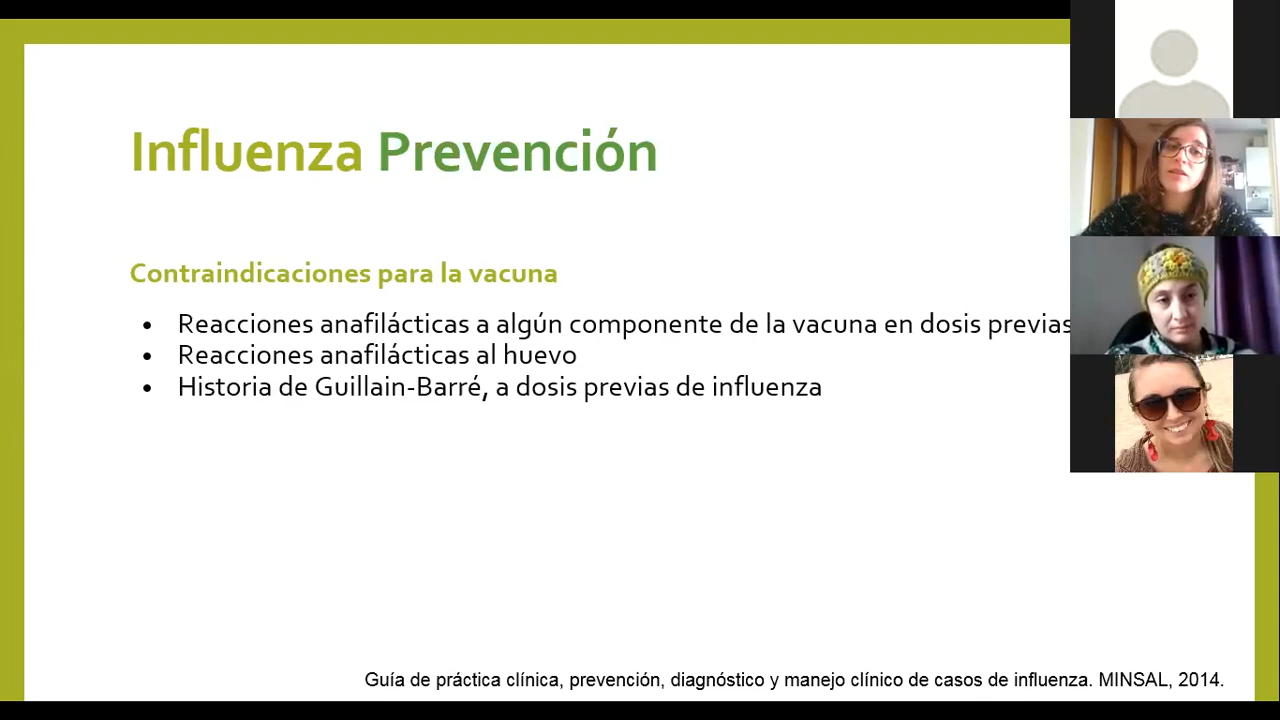 Influenza Prevención
Contraindicaciones para la vacuna
• Reacciones anafilácticas a algún componente de la vacuna en dosis previas
• Reacciones anafilácticas al huevo
• Historia de Guillain-Barré, a dosis previas de influenza
Guía de práctica clínica, prevención, diagnóstico y manejo clínico de casos de influenza. MINSAL, 2014.